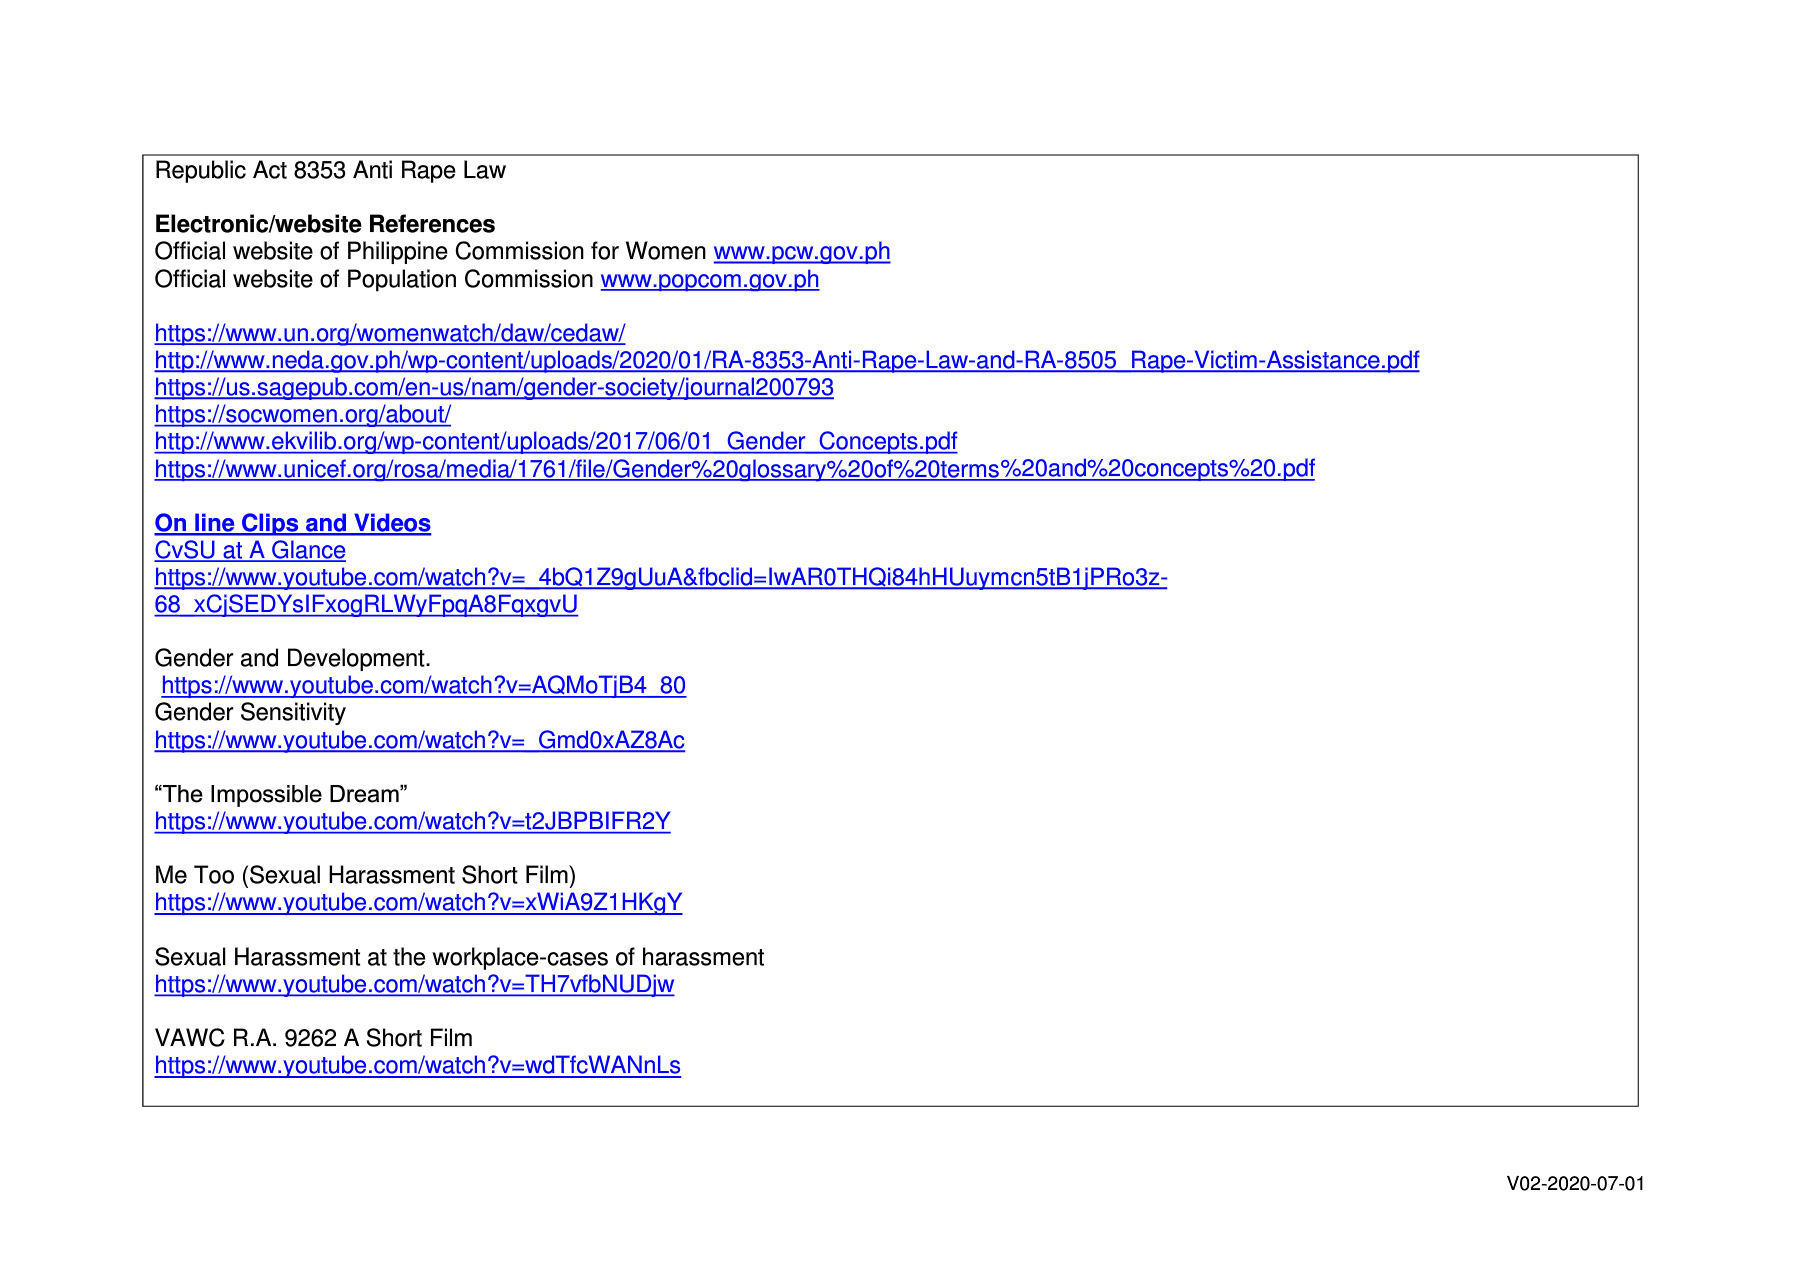 Republic Act 8353 Anti Rape Law
Electronic/website References
Official website of Philippine Commission for Women www.pcw.gov.ph
Official website of Population Commission www.popcom.gov.ph
https://www.un.org/womenwatch/daw/cedaw/
http://www.neda.gov.ph/wp-content/uploads/2020/01/RA-8353-Anti-Rape-Law-and-RA-8505_Rape-Victim-Assistance.pdf
https://us.sagepub.com/en-us/nam/gender-society/journal200793
https://socwomen.org/about/
http://www.ekvilib.org/wp-content/uploads/2017/06/01_Gender_Concepts.pdf
https://www.unicef.org/rosa/media/1761/file/Gender%20glossary%20of%20terms%20and%20concepts%20.pdf
On line Clips and Videos
CvSU at A Glance
https://www.youtube.com/watch?v=_4bQ1Z9gUuA&fbclid=IwAR0THQi84hHUuymcn5tB1jPRo3z-
68_xCjSEDYsIFxogRLWyFpqA8FqxgvU
Gender and Development.
https://www.youtube.com/watch?v=AQMoTjB4_80
Gender Sensitivity
https://www.youtube.com/watch?v=_Gmd0xAZ8Ac
“The Impossible Dream”
https://www.youtube.com/watch?v=t2JBPBIFR2Y
Me Too (Sexual Harassment Short Film)
https://www.youtube.com/watch?v=xWiA9Z1HKgY
Sexual Harassment at the workplace-cases of harassment
https://www.youtube.com/watch?v=TH7vfbNUDjw
VAWC R.A. 9262 A Short Film
https://www.youtube.com/watch?v=wdTfcWANnLs
V02-2020-07-01